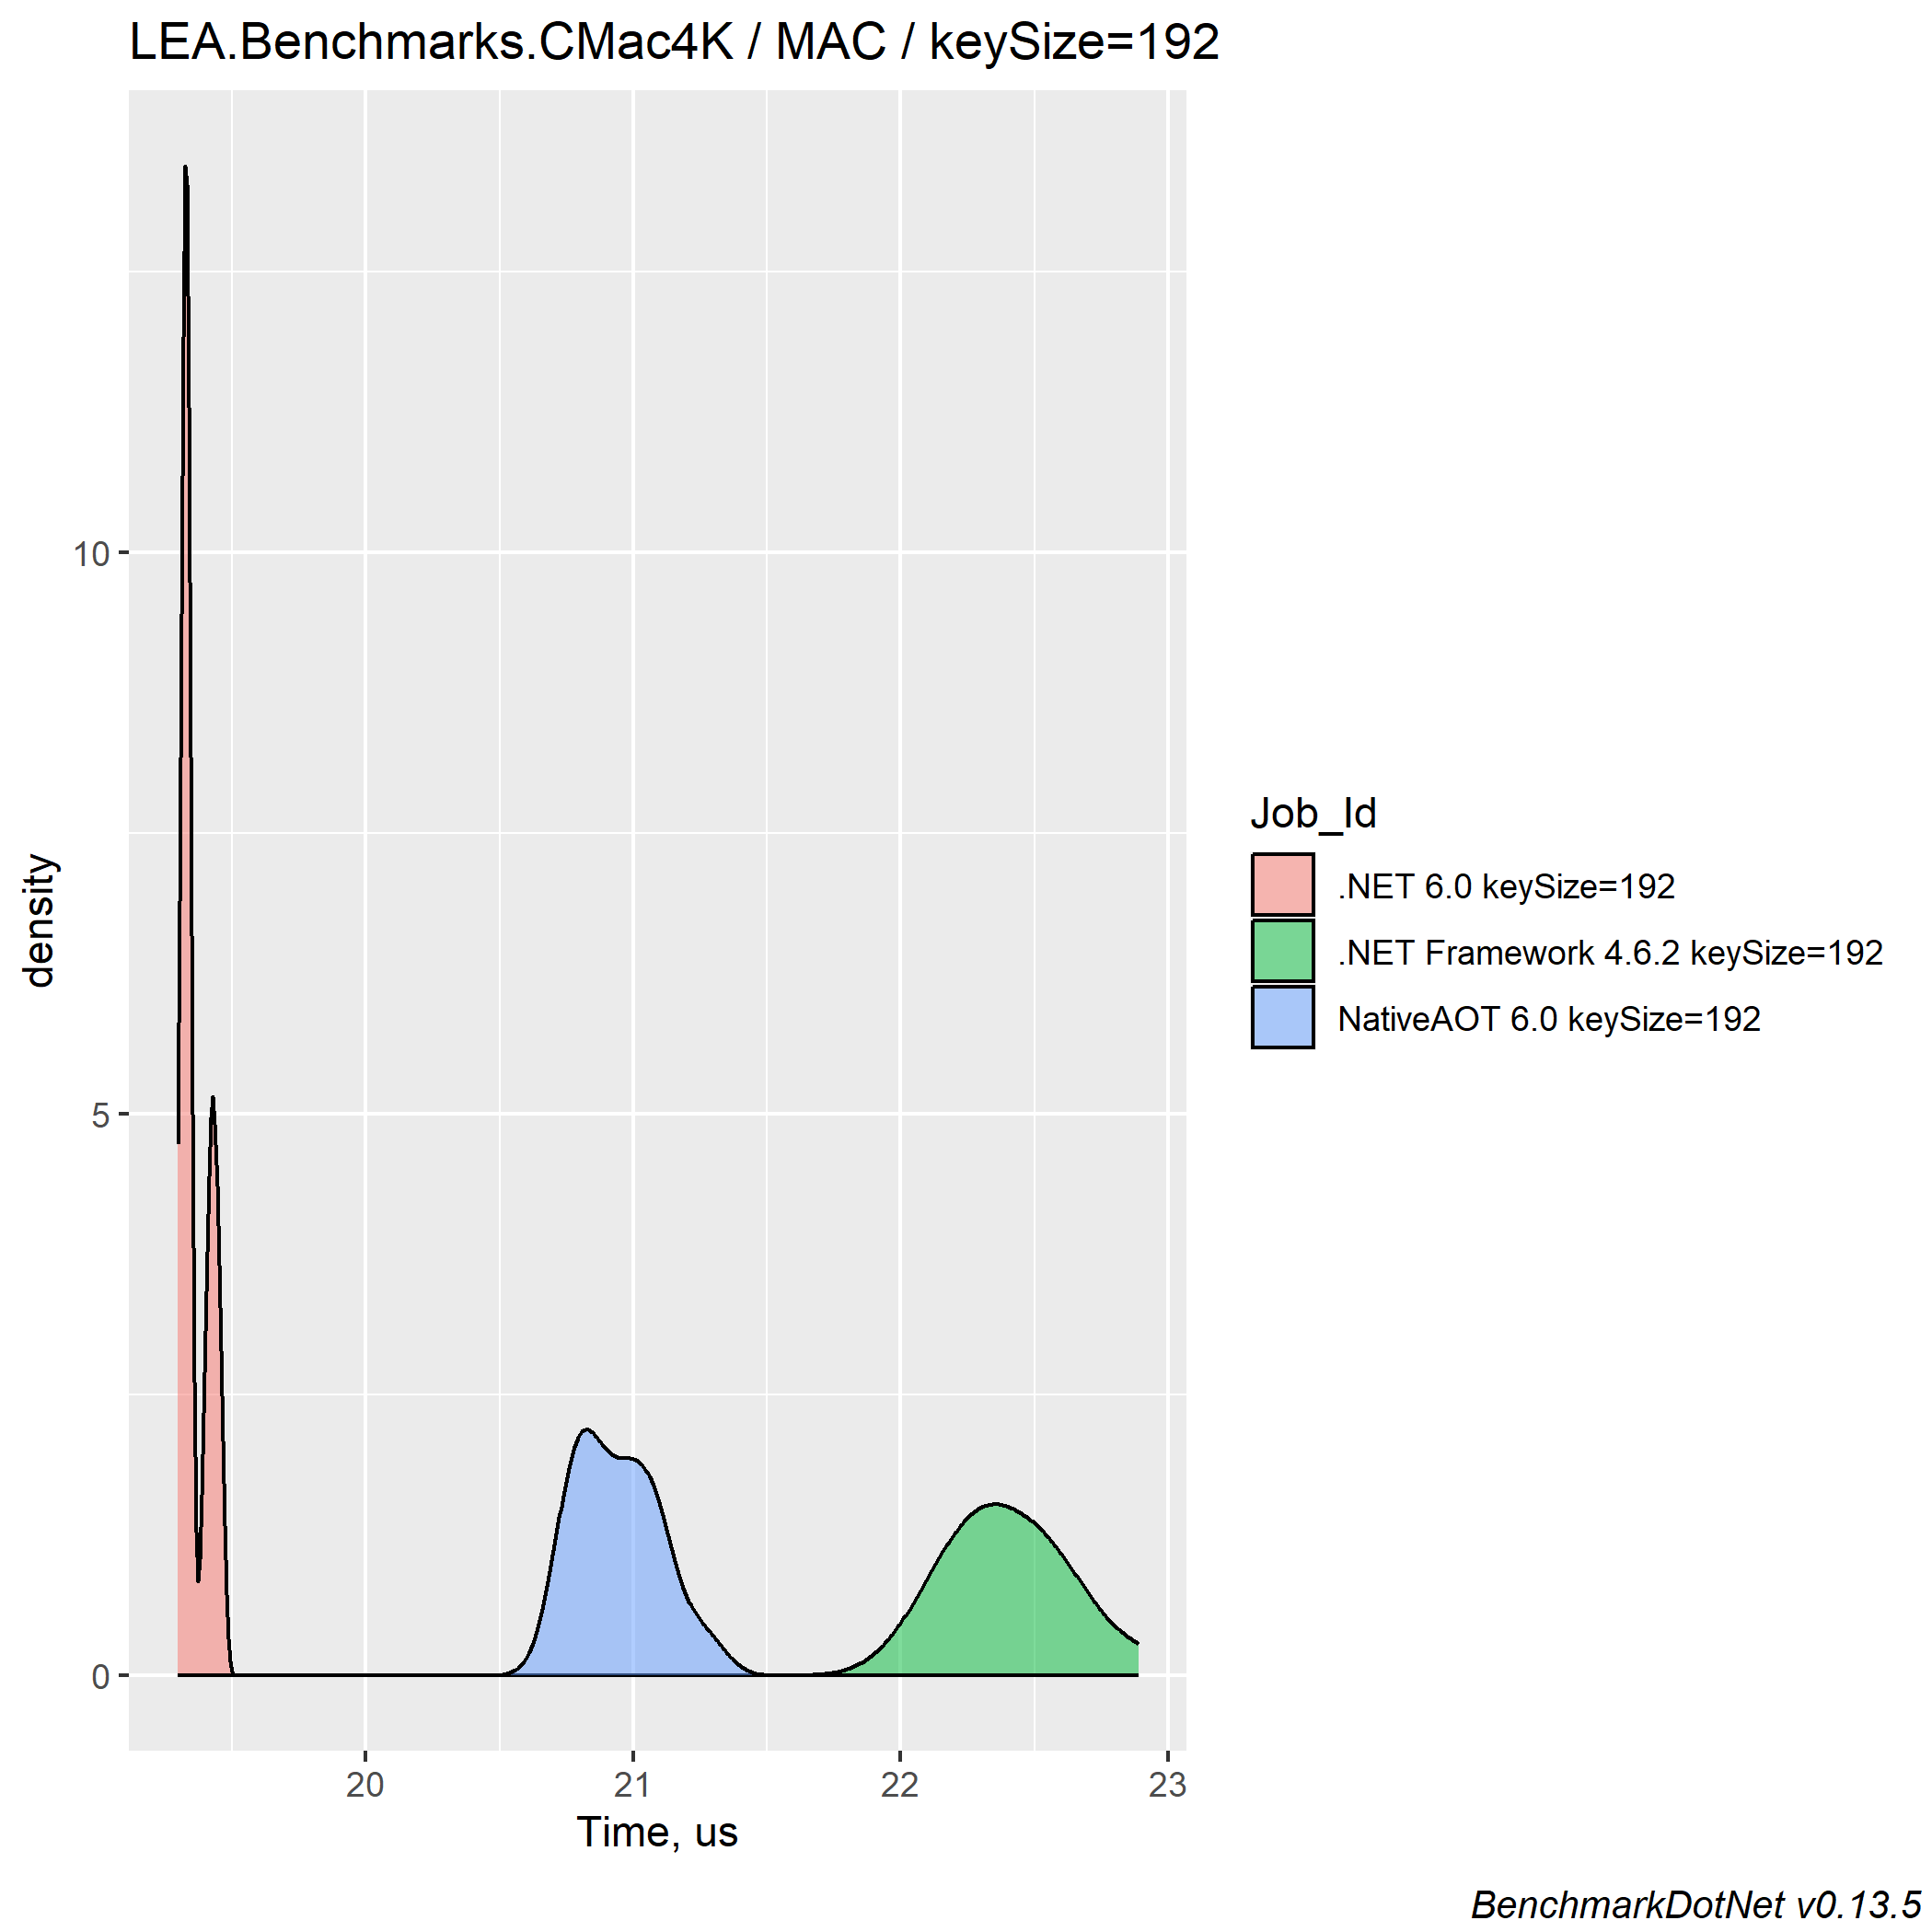 LEA.Benchmarks.CMac4K / MAC / keySize=192
density
10
5
0
20
21
22
23
Time, us
Job_Id
.NET 6.0 keySize=192
.NET Framework 4.6.2 keySize=192
NativeAOT 6.0 keySize=192
BenchmarkDotNet v0.13.5